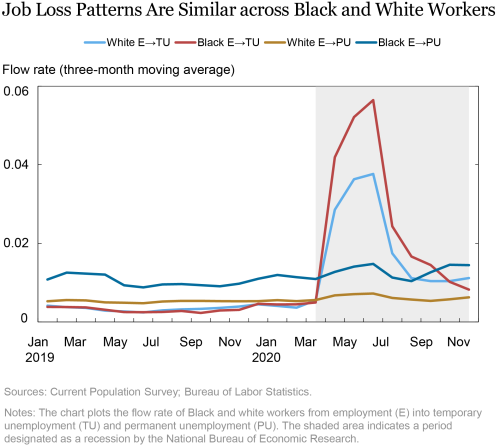 Job Loss Patterns Are Similar across Black and White Workers
White E→TU Black E→TU White E→PU Black E→PU
Flow rate (three-month moving average)
0.06
0.04
0.02
0
Jan Mar May Jul Sep Nov Jan Mar May Jul Sep Nov
2019 2020
Sources: Current Population Survey; Bureau of Labor Statistics.
Notes: The chart plots the flow rate of Black and white workers from employment (E) into temporary
unemployment (TU) and permanent unemployment (PU). The shaded area indicates a period
designated as a recession by the National Bureau of Economic Research.